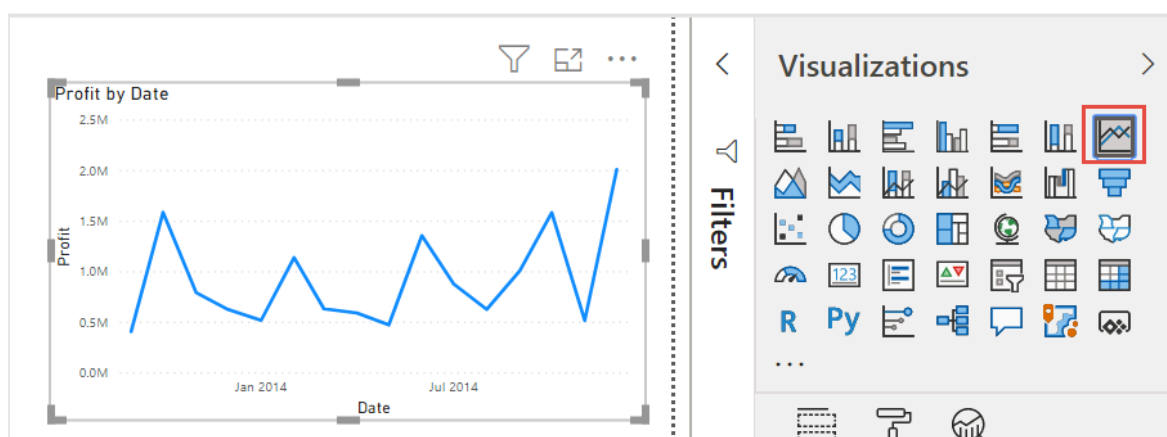 Profit by Date
2.5M
2.0M
1.5M
1.0M
0.5M
0.0M
Profit
Jan 2014
Jul 2014
Date
Filters
Visualizations
123
R
Py
...